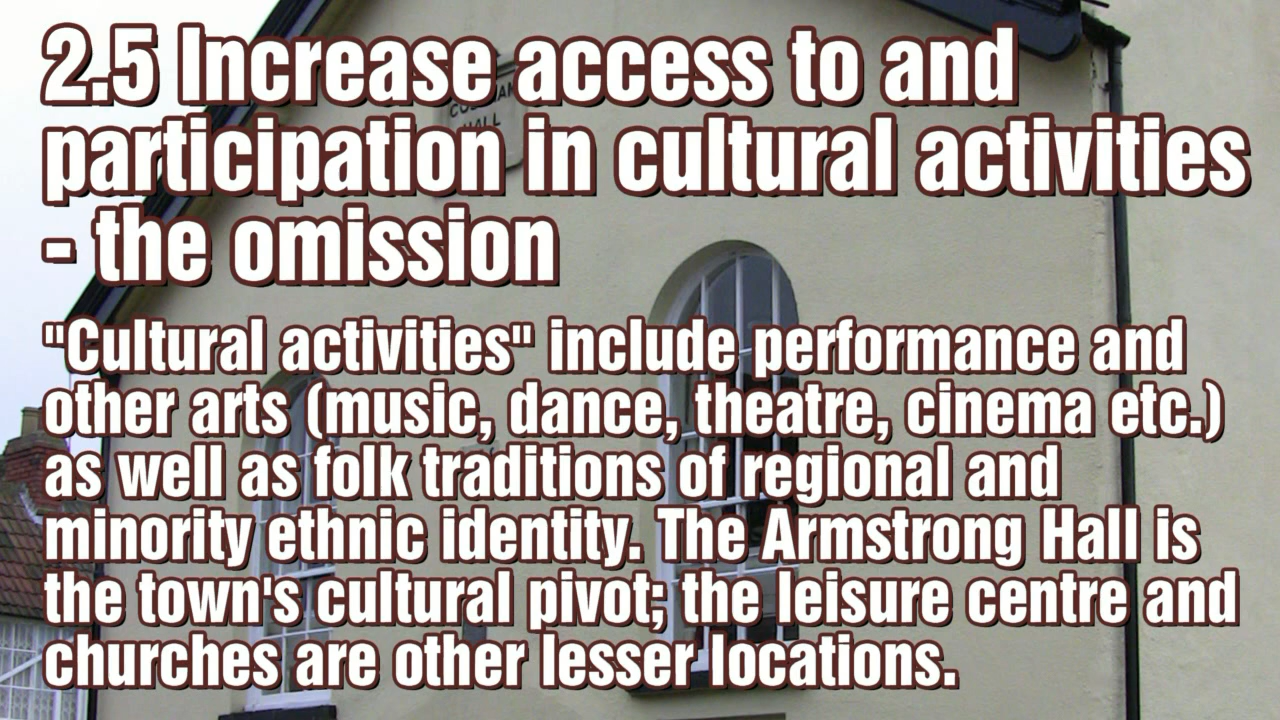 2.5 Increase access to and
participation in cultural activities
- the omission
"Cultural activities" include performance and
other arts (music, dance, theatre, cinema etc.)
as well as folk traditions of regional and
minority ethnic identity. The Armstrong Hall is
the town's cultural pivot; the leisure centre and
churches are other lesser locations.
HALL